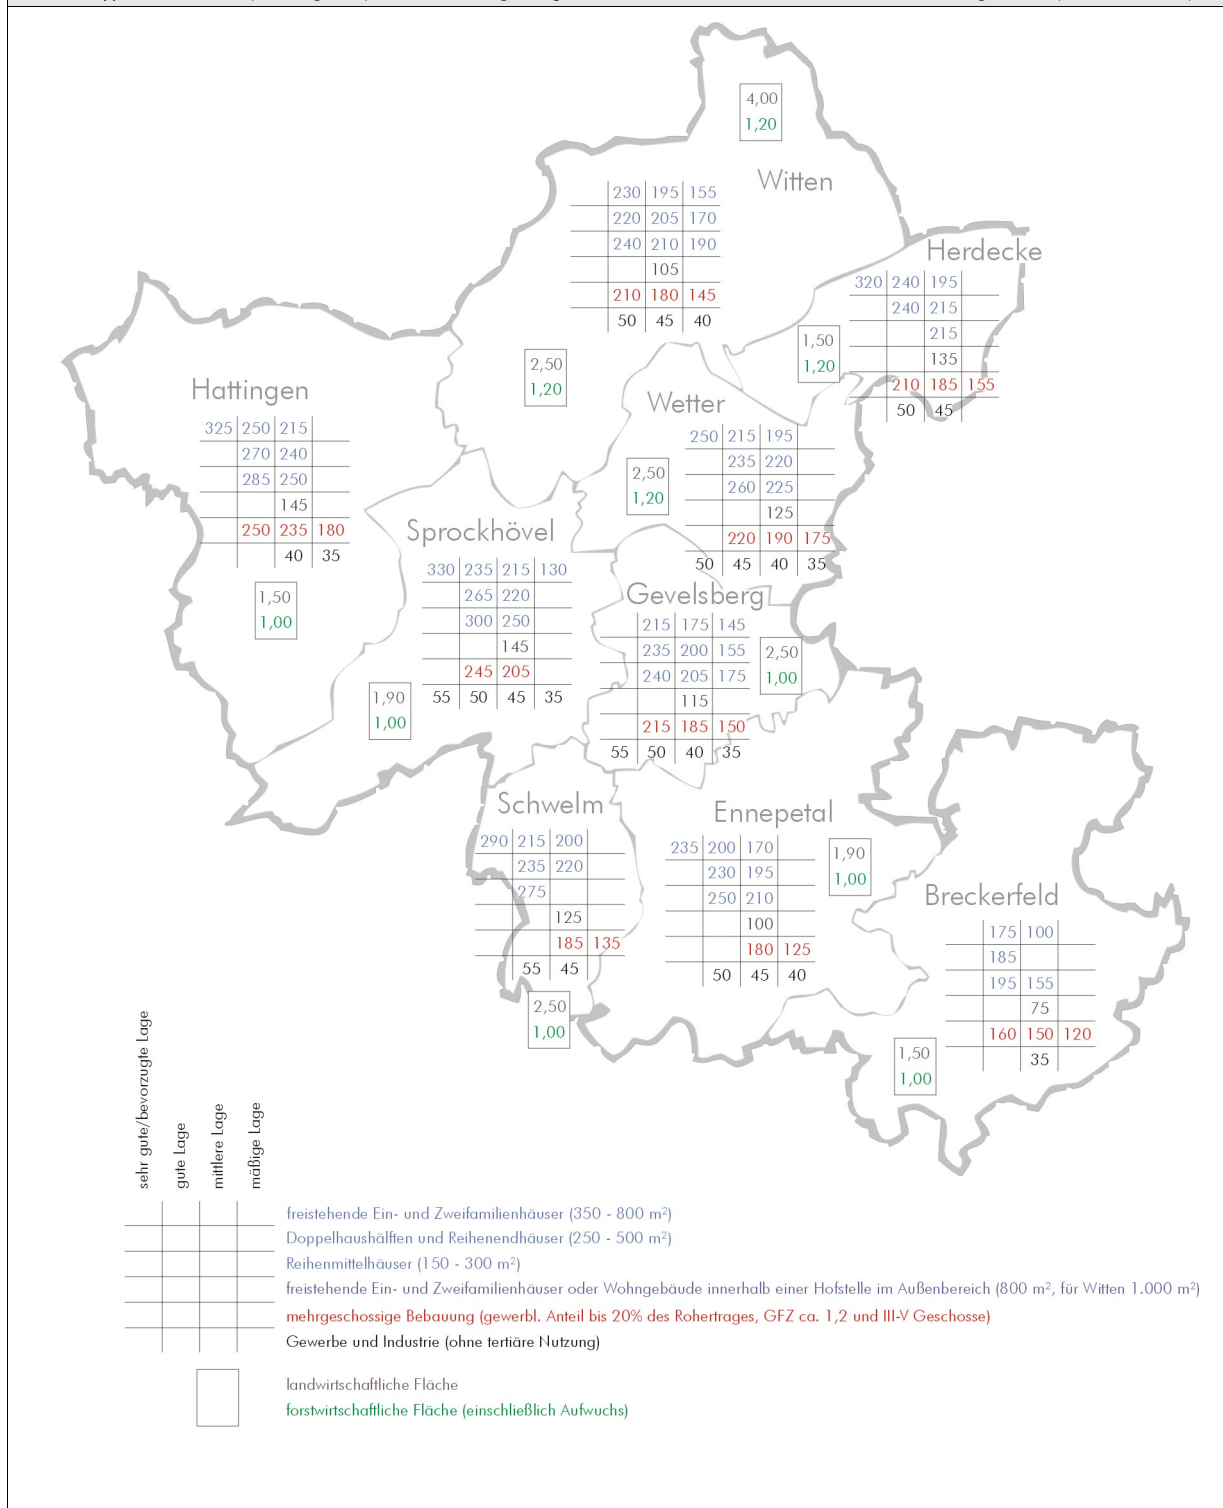 4,00
1,20
Witten
230 195 155
220 205 170
240 210 190
105
210 180 145
50 45 40
Herdecke
320 240 195
240 215
215
135
210 185 155
50 45
1,50
1,20
2,50
1,20
Hattingen
325 250 215
270 240
285 250
145
250 235 180
40 35
1,50
1,00
Wetter
250 215 195
235 220
260 225
125
220 190 175
50 45 40 35
2,50
1,20
Sprockhövel
330 235 215 130
265 220
300 250
145
245 205
55 50 45 35
1,90
1,00
Gevelsberg
215 175 145
235 200 155
240 205 175
115
215 185 150
55 50 40 35
2,50
1,00
Schwelm
290 215 200
235 220
275
125
185 135
55 45
2,50
1,00
Ennepetal
235 200 170
230 195
250 210
100
180 125
50 45 40
1,90
1,00
Breckerfeld
175 100
185
195 155
75
160 150 120
35
1,50
1,00
sehr gute/bevorzugte Lage
gute Lage
mittlere Lage
mäßige Lage
freistehende Ein- und Zweifamilienhäuser (350 - 800 m²)
Doppelhaushälften und Reihenendhäuser (250 - 500 m²)
Reihenmittelhäuser (150 - 300 m²)
freistehende Ein- und Zweifamilienhäuser oder Wohngebäude innerhalb einer Hofstelle im Außenbereich (800 m², für Witten 1.000 m²)
mehrgeschossige Bebauung (gewerbl. Anteil bis 20% des Rohertrages, GFZ ca. 1,2 und III-V Geschosse)
Gewerbe und Industrie (ohne tertiäre Nutzung)
landwirtschaftliche Fläche
forstwirtschaftliche Fläche (einschließlich Aufwuchs)